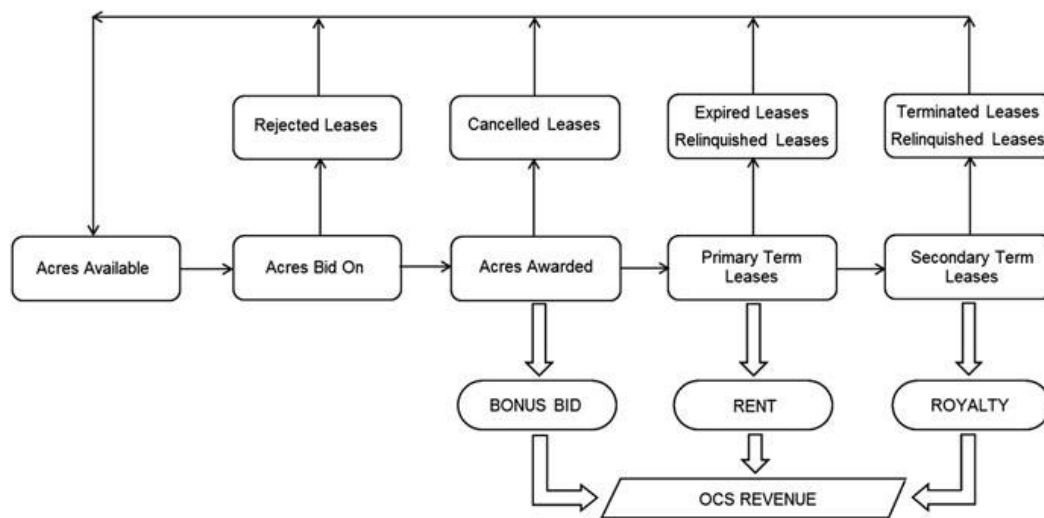 Rejected Leases
Cancelled Leases
Expired Leases
Relinquished Leases
Terminated Leases
Relinquished Leases
Acres Available
Acres Bid On
Acres Awarded
Primary Term
Leases
Secondary Term
Leases
BONUS BID
RENT
ROYALTY
OCS REVENUE